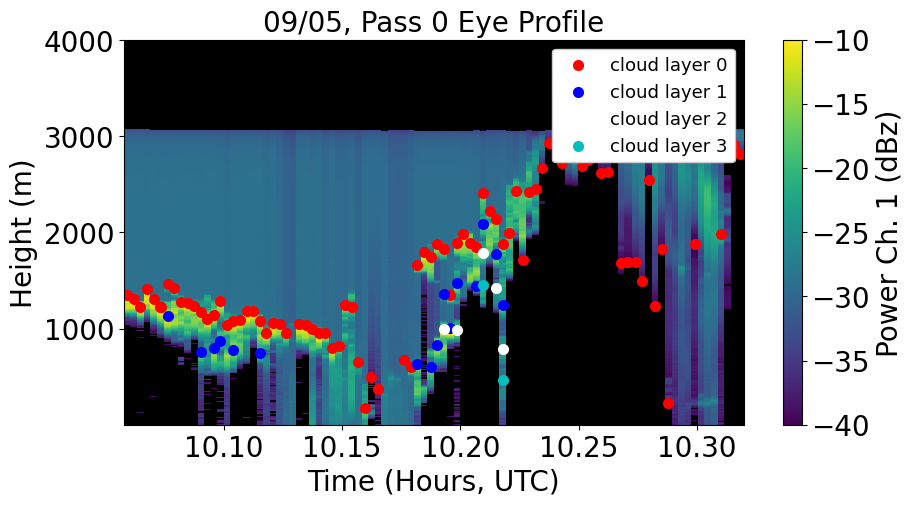 09/05, Pass 0 Eye Profile
4000
3000
2000
1000
Height (m)
10.10
10.15
10.20
10.25
10.30
Time (Hours, UTC)
cloud layer 0
cloud layer 1
cloud layer 2
cloud layer 3
−10
−15
−20
−25
−30
−35
−40
Power Ch. 1 (dBz)